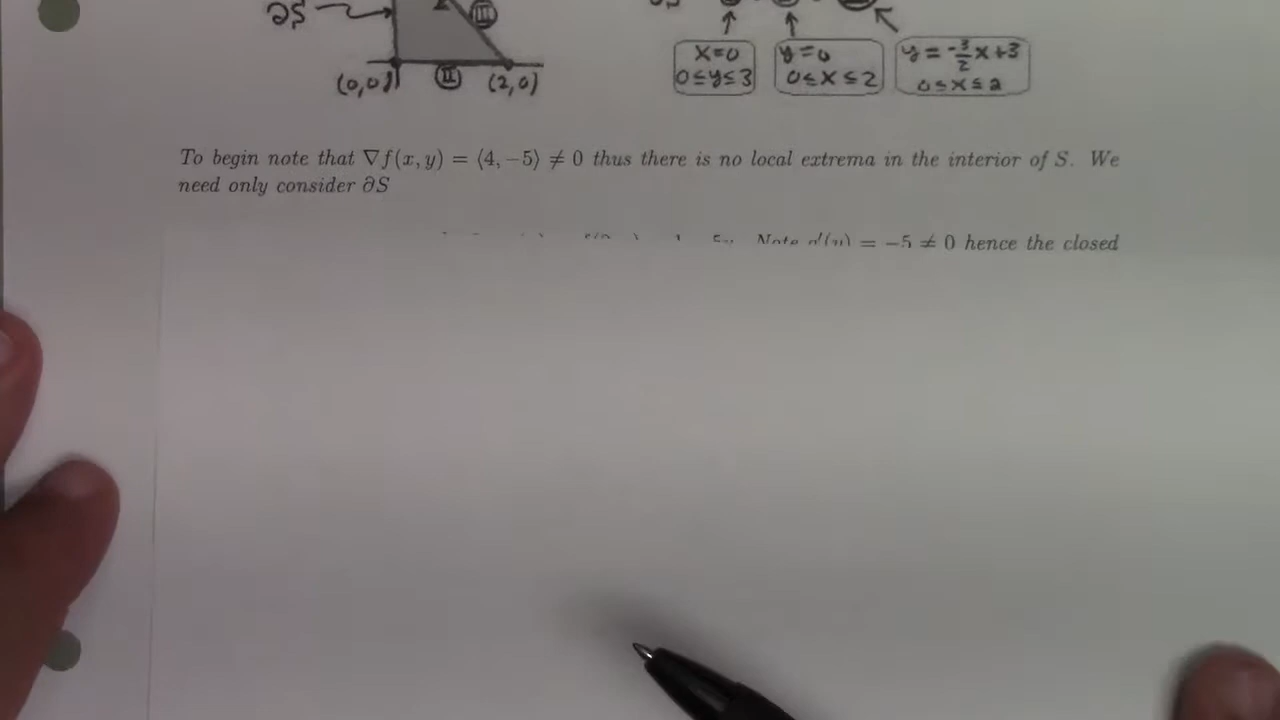 ∂S
III
(0,0)
II
(2,0)
x=0
0≤y≤3
y=0
0≤x≤2
y = -3/2x+3
0≤x≤2
To begin note that ∇f(x, y) = ⟨4, −5⟩ ≠ 0 thus there is no local extrema in the interior of S. We
need only consider ∂S
Note g′(y) = −5 ≠ 0 hence the closed